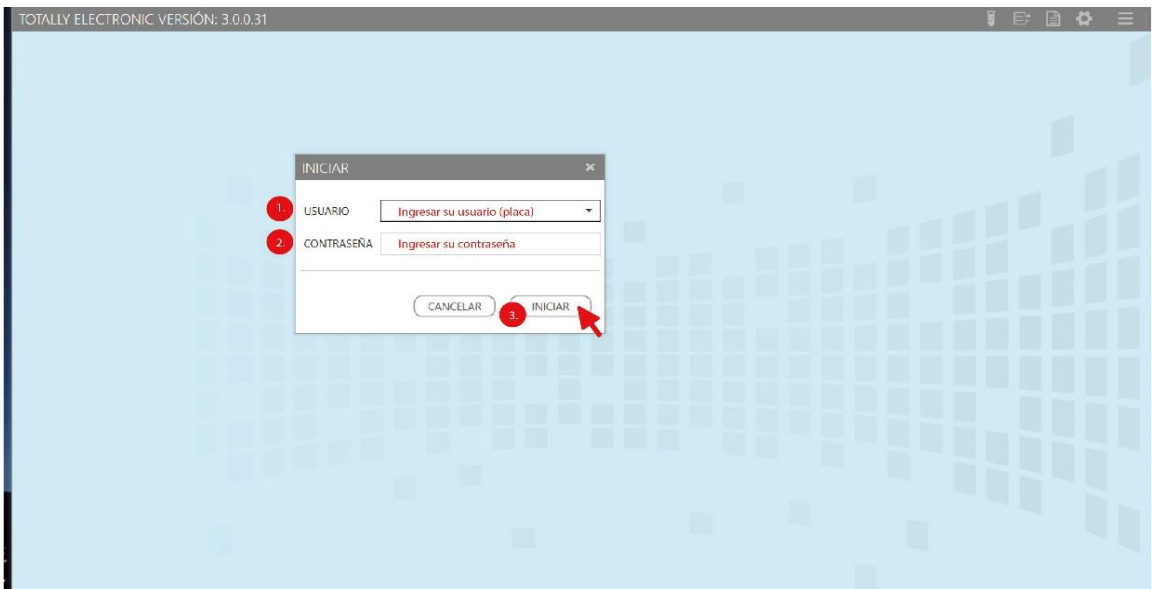 TOTALLY ELECTRONIC VERSIÓN: 3.0.0.31
INICIAR
1. USUARIO Ingresar su usuario (placa)
2. CONTRASEÑA Ingresar su contraseña
CANCELAR 3. INICIAR